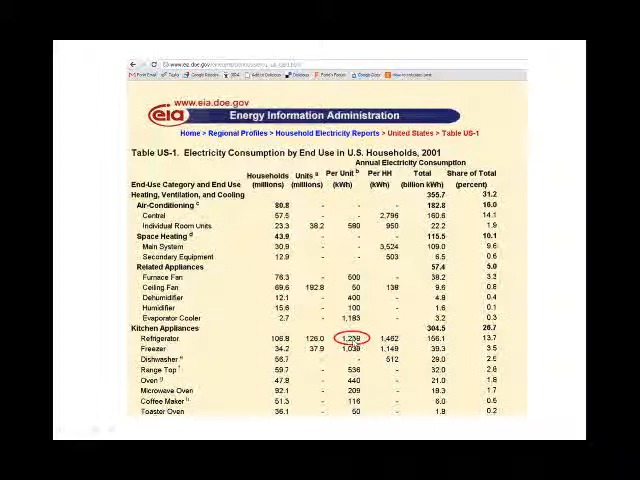 www.eia.doe.gov
eia Energy Information Administration
Home > Regional Profiles > Household Electricity Reports > United States > Table US-1
Table US-1. Electricity Consumption by End Use in U.S. Households, 2001
Annual Electricity Consumption
Households Units a Per Unit b Per HH Total Share of Total
End-Use Category and End Use (millions) (millions) (kWh) (kWh) (billion kWh) (percent)
Heating, Ventilation, and Cooling 355.7 31.2
Air-Conditioning c 80.8 182.8 16.0
Central 57.5 - - 2,796 160.6 14.1
Individual Room Units 23.3 38.2 580 950 22.2 1.9
Space Heating d 43.9 115.5 10.1
Main System 30.9 - - 3,524 109.0 9.6
Secondary Equipment 12.9 - - 503 6.5 0.6
Related Appliances 57.4 5.0
Furnace Fan 76.3 - 500 - 38.2 3.3
Ceiling Fan 69.6 192.8 50 138 9.6 0.8
Dehumidifier 12.1 - 400 - 4.8 0.4
Humidifier 15.6 - 100 - 1.6 0.1
Evaporator Cooler 2.7 - 1,183 - 3.2 0.3
Kitchen Appliances 304.5 26.7
Refrigerator 106.8 126.0 1,239 1,462 156.1 13.7
Freezer 34.2 37.9 1,039 1,149 39.3 3.5
Dishwasher e 56.7 - - 512 29.0 2.5
Range Top f 59.7 - 536 - 32.0 2.8
Oven g 47.8 - 440 - 21.0 1.8
Microwave Oven 92.1 - 209 - 19.3 1.7
Coffee Maker h 51.3 - 116 - 6.0 0.5
Toaster Oven 36.1 - 50 - 1.8 0.2